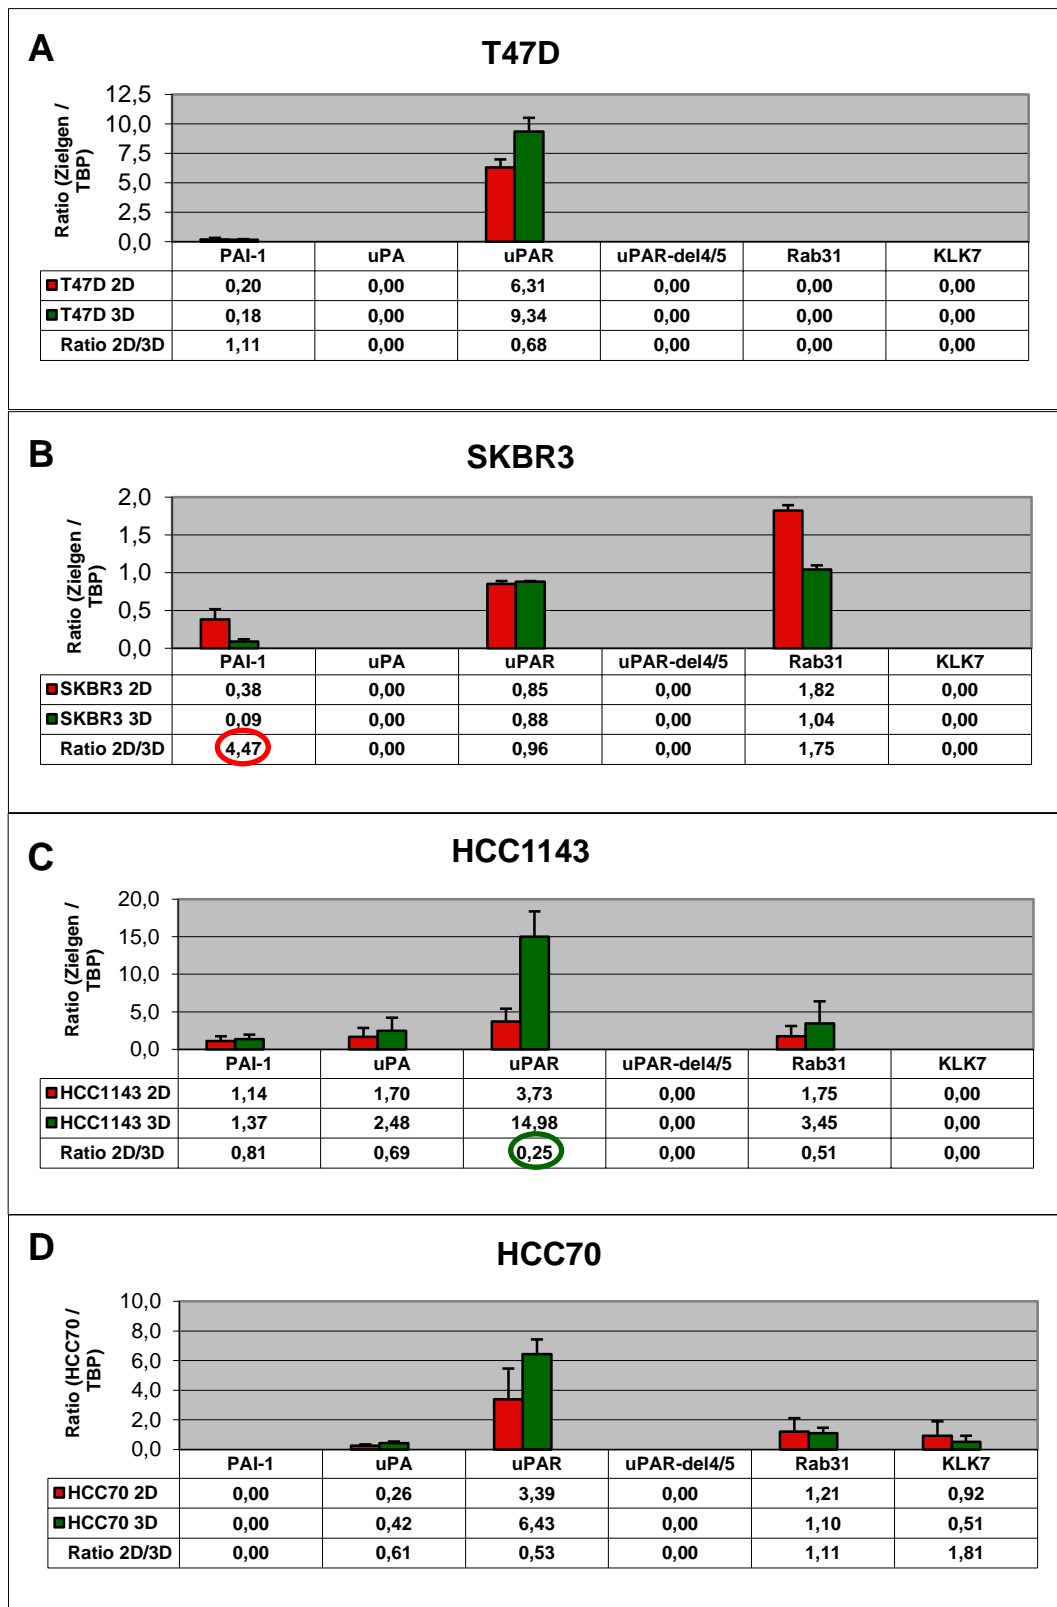 A
T47D
Ratio (Zielgen /
TBP)
12,5
10,0
7,5
5,0
2,5
0,0
PAI-1 uPA uPAR uPAR-del4/5 Rab31 KLK7
T47D 2D 0,20 0,00 6,31 0,00 0,00 0,00
T47D 3D 0,18 0,00 9,34 0,00 0,00 0,00
Ratio 2D/3D 1,11 0,00 0,68 0,00 0,00 0,00
B
SKBR3
Ratio (Zielgen /
TBP)
2,0
1,5
1,0
0,5
0,0
PAI-1 uPA uPAR uPAR-del4/5 Rab31 KLK7
SKBR3 2D 0,38 0,00 0,85 0,00 1,82 0,00
SKBR3 3D 0,09 0,00 0,88 0,00 1,04 0,00
Ratio 2D/3D 4,47 0,00 0,96 0,00 1,75 0,00
C
HCC1143
Ratio (Zielgen /
TBP)
20,0
15,0
10,0
5,0
0,0
PAI-1 uPA uPAR uPAR-del4/5 Rab31 KLK7
HCC1143 2D 1,14 1,70 3,73 0,00 1,75 0,00
HCC1143 3D 1,37 2,48 14,98 0,00 3,45 0,00
Ratio 2D/3D 0,81 0,69 0,25 0,00 0,51 0,00
D
HCC70
Ratio (HCC70 /
TBP)
10,0
8,0
6,0
4,0
2,0
0,0
PAI-1 uPA uPAR uPAR-del4/5 Rab31 KLK7
HCC70 2D 0,00 0,26 3,39 0,00 1,21 0,92
HCC70 3D 0,00 0,42 6,43 0,00 1,10 0,51
Ratio 2D/3D 0,00 0,61 0,53 0,00 1,11 1,81